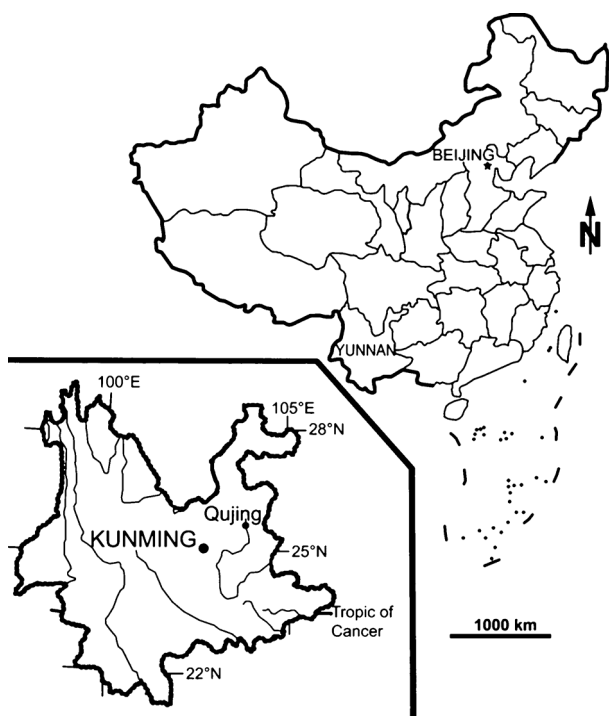 BEIJING
N
YUNNAN
100°E
105°E
28°N
Qujing
KUNMING
25°N
Tropic of
Cancer
1000 km
22°N